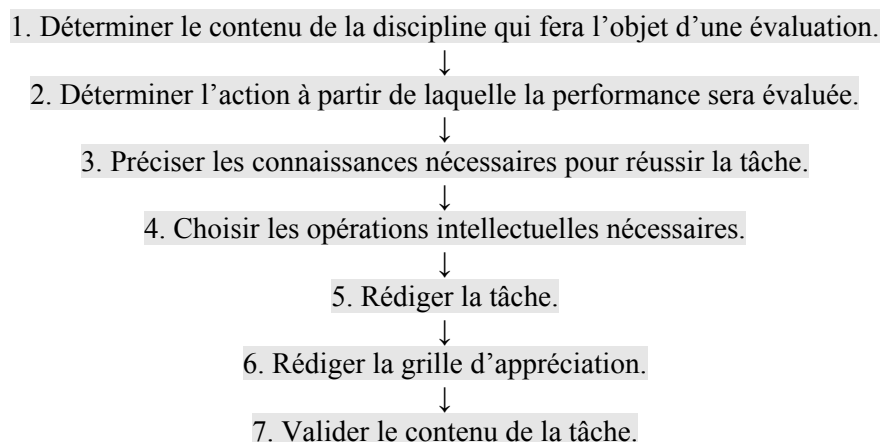 1. Déterminer le contenu de la discipline qui fera l’objet d’une évaluation.
↓
2. Déterminer l’action à partir de laquelle la performance sera évaluée.
↓
3. Préciser les connaissances nécessaires pour réussir la tâche.
↓
4. Choisir les opérations intellectuelles nécessaires.
↓
5. Rédiger la tâche.
↓
6. Rédiger la grille d’appréciation.
↓
7. Valider le contenu de la tâche.